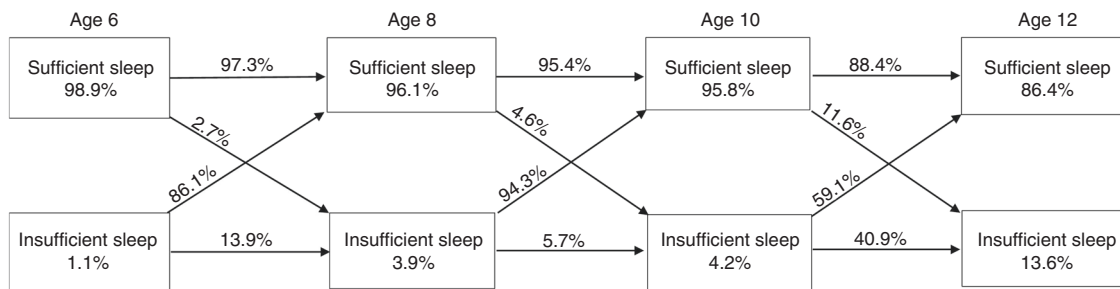 Age 6 Age 8 Age 10 Age 12
Sufficient sleep 97.3% Sufficient sleep 95.4% Sufficient sleep 88.4% Sufficient sleep
98.9% 96.1% 95.8% 86.4%
2.7% 4.6% 11.6%
86.1% 94.3% 59.1%
Insufficient sleep 13.9% Insufficient sleep 5.7% Insufficient sleep 40.9% Insufficient sleep
1.1% 3.9% 4.2% 13.6%